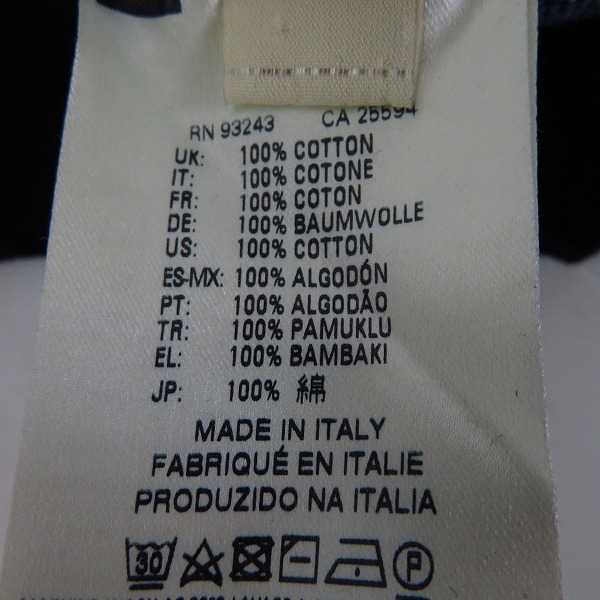 RN 93243 CA 25594
UK: 100% COTTON
IT: 100% COTONE
FR: 100% COTON
DE: 100% BAUMWOLLE
US: 100% COTTON
ES-MX: 100% ALGODÓN
PT: 100% ALGODÃO
TR: 100% PAMUKLU
EL: 100% BAMBAKI
JP: 100% 綿
MADE IN ITALY
FABRIQUÉ EN ITALIE
PRODUZIDO NA ITALIA
30 P